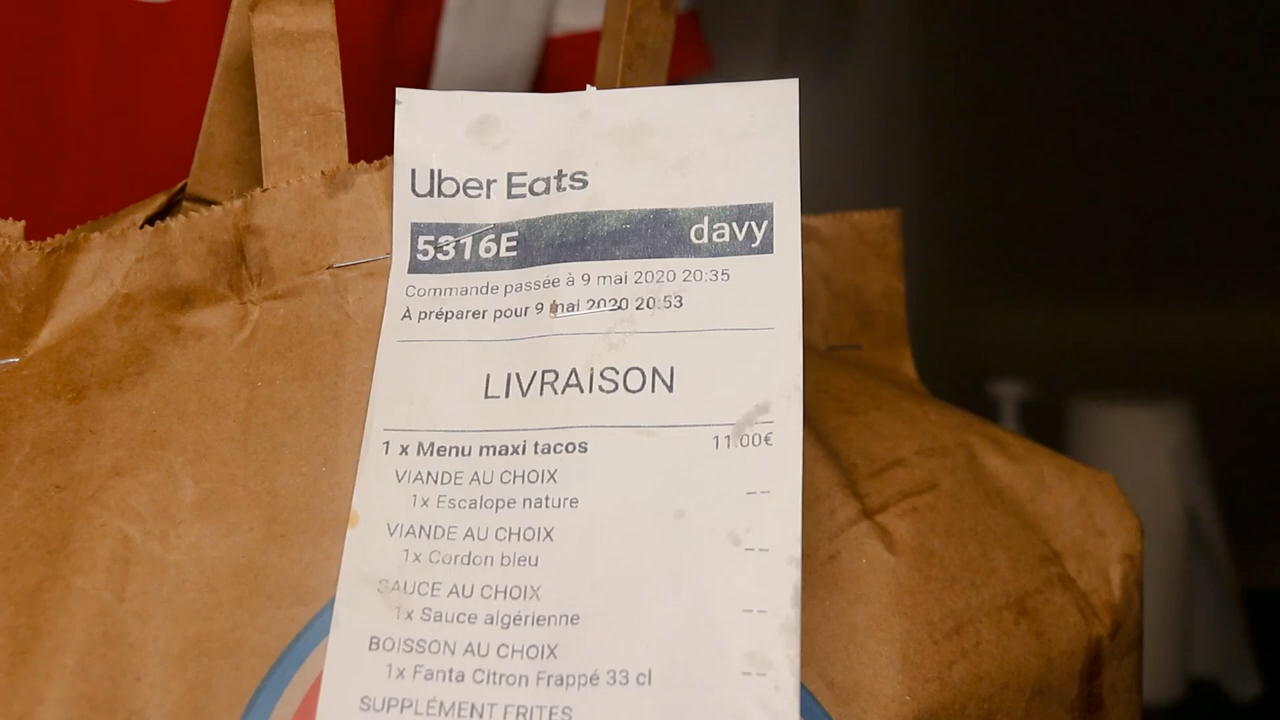 Uber Eats
5316E davy
Commande passée à 9 mai 2020 20:35
À préparer pour 9 mai 2020 20:53
LIVRAISON
1 x Menu maxi tacos 11.00€
VIANDE AU CHOIX
1x Escalope nature --
VIANDE AU CHOIX
1x Cordon bleu --
SAUCE AU CHOIX
1x Sauce algérienne --
BOISSON AU CHOIX
1x Fanta Citron Frappé 33 cl --
SUPPLÉMENT FRITES